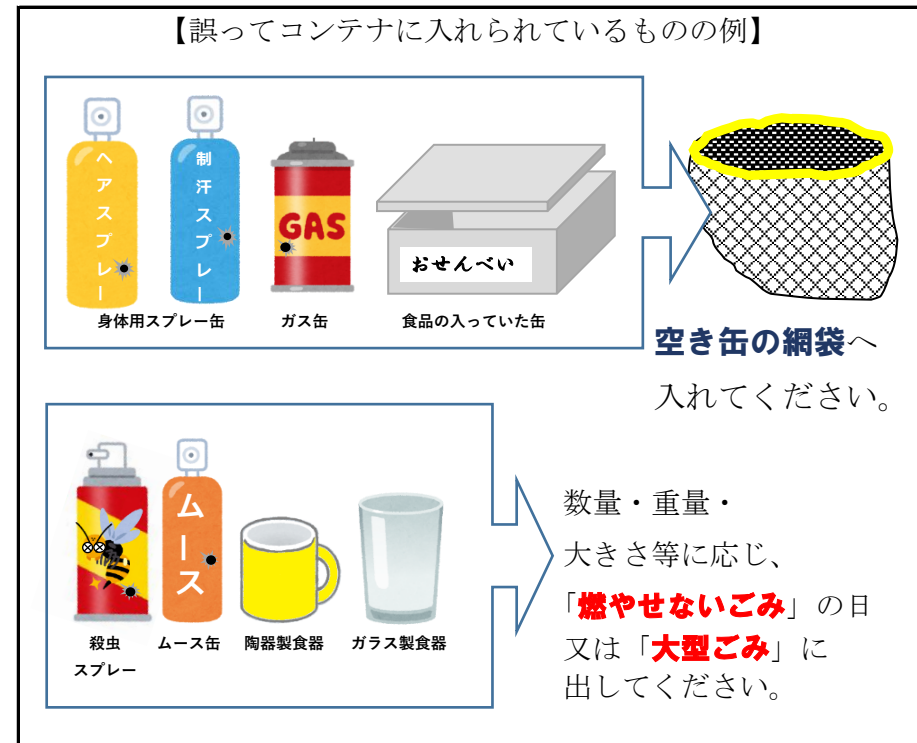 【誤ってコンテナに入れられているものの例】
ヘアスプレー
制汗スプレー
GAS
おせんべい
身体用スプレー缶
ガス缶
食品の入っていた缶
空き缶の網袋へ
入れてください。
ムース
殺虫
スプレー
ムース缶
陶器製食器
ガラス製食器
数量・重量・
大きさ等に応じ、
「燃やせないごみ」の日
又は「大型ごみ」に
出してください。